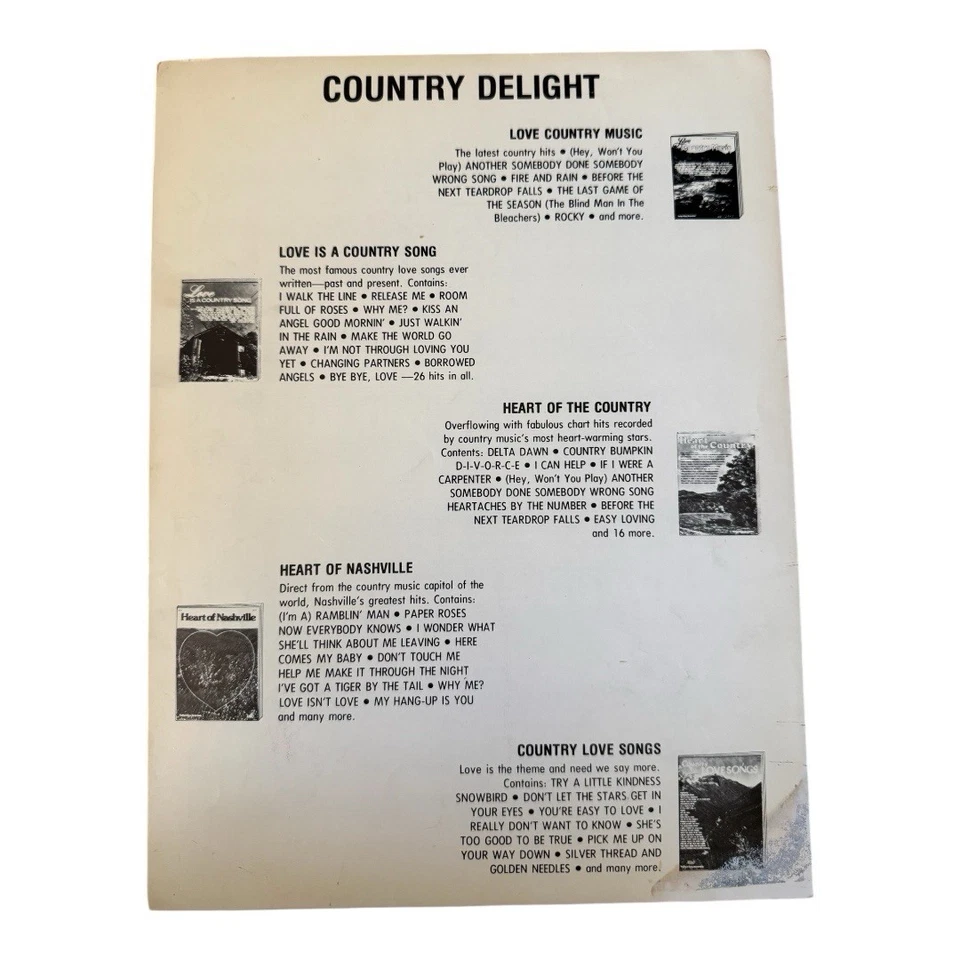 COUNTRY DELIGHT
LOVE COUNTRY MUSIC
The latest country hits • (Hey, Won't You
Play) ANOTHER SOMEBODY DONE SOMEBODY
WRONG SONG • FIRE AND RAIN • BEFORE THE
NEXT TEARDROP FALLS • THE LAST GAME OF
THE SEASON (The Blind Man In The
Bleachers) • ROCKY • and more.
LOVE IS A COUNTRY SONG
The most famous country love songs ever
written—past and present. Contains:
I WALK THE LINE • RELEASE ME • ROOM
FULL OF ROSES • WHY ME? • KISS AN
ANGEL GOOD MORNIN' • JUST WALKIN'
IN THE RAIN • MAKE THE WORLD GO
AWAY • I'M NOT THROUGH LOVING YOU
YET • CHANGING PARTNERS • BORROWED
ANGELS • BYE BYE, LOVE —26 hits in all.
Love
IS A COUNTRY SONG
HEART OF THE COUNTRY
Overflowing with fabulous chart hits recorded
by country music's most heart-warming stars.
Contents: DELTA DAWN • COUNTRY BUMPKIN
D-I-V-O-R-C-E • I CAN HELP • IF I WERE A
CARPENTER • (Hey, Won't You Play) ANOTHER
SOMEBODY DONE SOMEBODY WRONG SONG
HEARTACHES BY THE NUMBER • BEFORE THE
NEXT TEARDROP FALLS • EASY LOVING
and 16 more.
Heart
of the Country
HEART OF NASHVILLE
Direct from the country music capitol of the
world, Nashville's greatest hits. Contains:
(I'm A) RAMBLIN' MAN • PAPER ROSES
NOW EVERYBODY KNOWS • I WONDER WHAT
SHE'LL THINK ABOUT ME LEAVING • HERE
COMES MY BABY • DON'T TOUCH ME
HELP ME MAKE IT THROUGH THE NIGHT
I'VE GOT A TIGER BY THE TAIL • WHY ME?
LOVE ISN'T LOVE • MY HANG-UP IS YOU
and many more.
Heart of Nashville
COUNTRY LOVE SONGS
Love is the theme and need we say more.
Contains: TRY A LITTLE KINDNESS
SNOWBIRD • DON'T LET THE STARS GET IN
YOUR EYES • YOU'RE EASY TO LOVE • I
REALLY DON'T WANT TO KNOW • SHE'S
TOO GOOD TO BE TRUE • PICK ME UP ON
YOUR WAY DOWN • SILVER THREAD AND
GOLDEN NEEDLES • and many more.
Country
LOVE SONGS